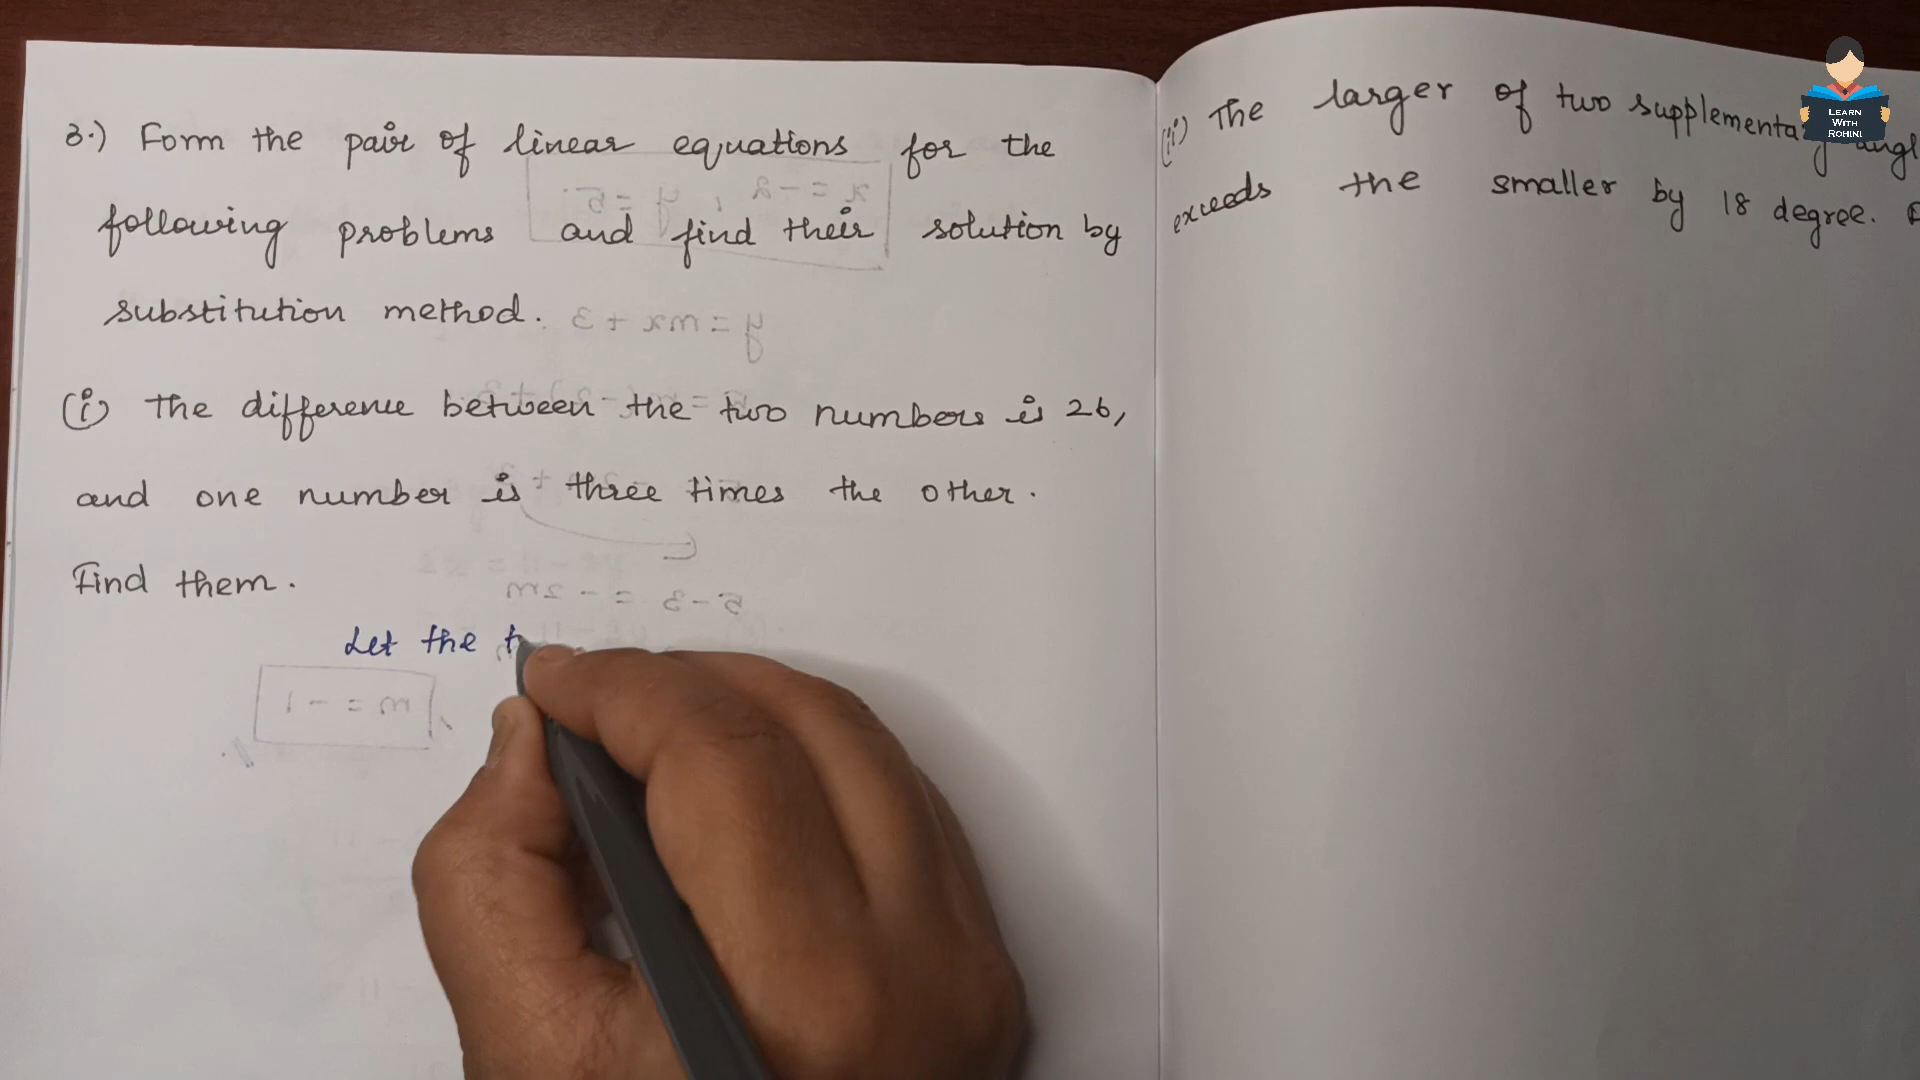 3.) Form the pair of linear equations for the
following problems and find their solution by
substitution method.
(i) The difference between the two numbers is 26,
and one number is three times the other.
Find them.
Let the
(ii) The larger of two supplementary angl
exceeds the smaller by 18 degree.
LEARN
WITH
ROHINI